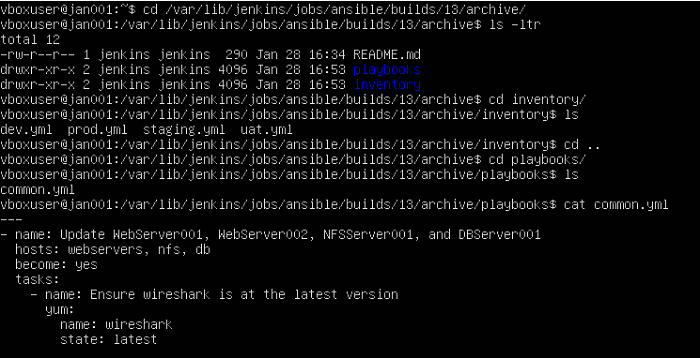 vboxuser@jan001:~$ cd /var/lib/jenkins/jobs/ansible/builds/13/archive/
vboxuser@jan001:/var/lib/jenkins/jobs/ansible/builds/13/archive$ ls -ltr
total 12
-rw-r--r-- 1 jenkins jenkins  290 Jan 28 16:34 README.md
drwxr-xr-x 2 jenkins jenkins 4096 Jan 28 16:53 playbooks
drwxr-xr-x 2 jenkins jenkins 4096 Jan 28 16:53 inventory
vboxuser@jan001:/var/lib/jenkins/jobs/ansible/builds/13/archive$ cd inventory/
vboxuser@jan001:/var/lib/jenkins/jobs/ansible/builds/13/archive/inventory$ ls
dev.yml  prod.yml  staging.yml  uat.yml
vboxuser@jan001:/var/lib/jenkins/jobs/ansible/builds/13/archive/inventory$ cd ..
vboxuser@jan001:/var/lib/jenkins/jobs/ansible/builds/13/archive$ cd playbooks/
vboxuser@jan001:/var/lib/jenkins/jobs/ansible/builds/13/archive/playbooks$ ls
common.yml
vboxuser@jan001:/var/lib/jenkins/jobs/ansible/builds/13/archive/playbooks$ cat common.yml
---
- name: Update WebServer001, WebServer002, NFSServer001, and DBServer001
  hosts: webservers, nfs, db
  become: yes
  tasks:
    - name: Ensure wireshark is at the latest version
      yum:
        name: wireshark
        state: latest